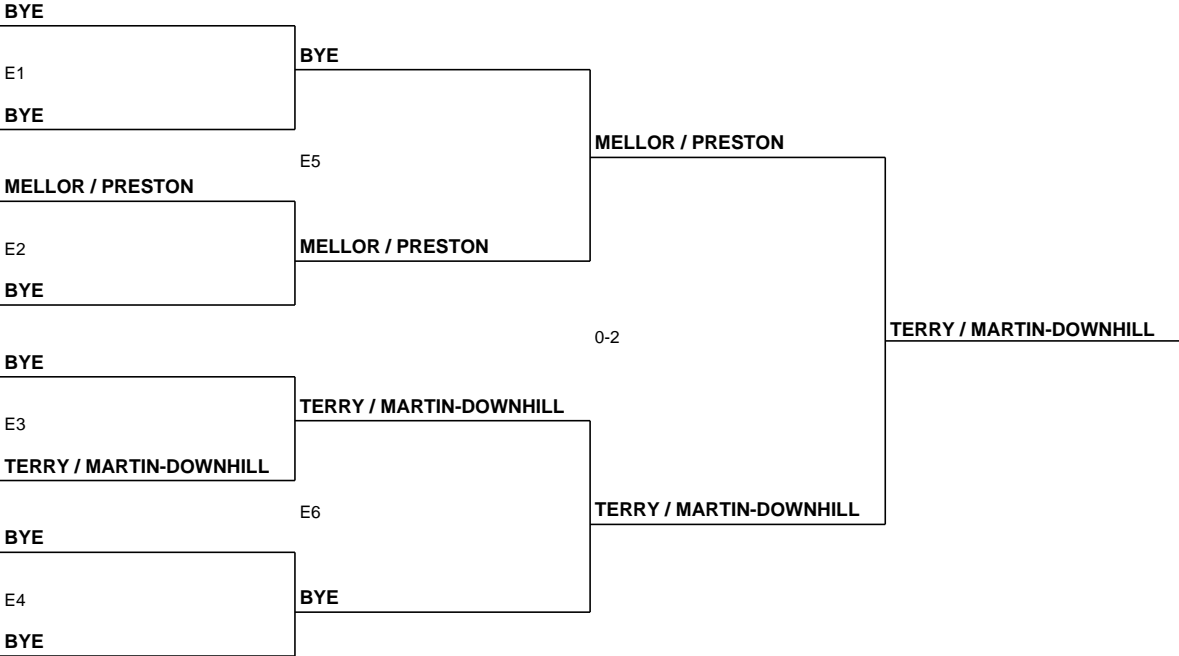 BYE
E1
BYE
MELLOR / PRESTON
E2
BYE
BYE
E3
TERRY / MARTIN-DOWNHILL
BYE
E4
BYE
BYE
E5
MELLOR / PRESTON
TERRY / MARTIN-DOWNHILL
E6
BYE
MELLOR / PRESTON
0-2
TERRY / MARTIN-DOWNHILL
TERRY / MARTIN-DOWNHILL